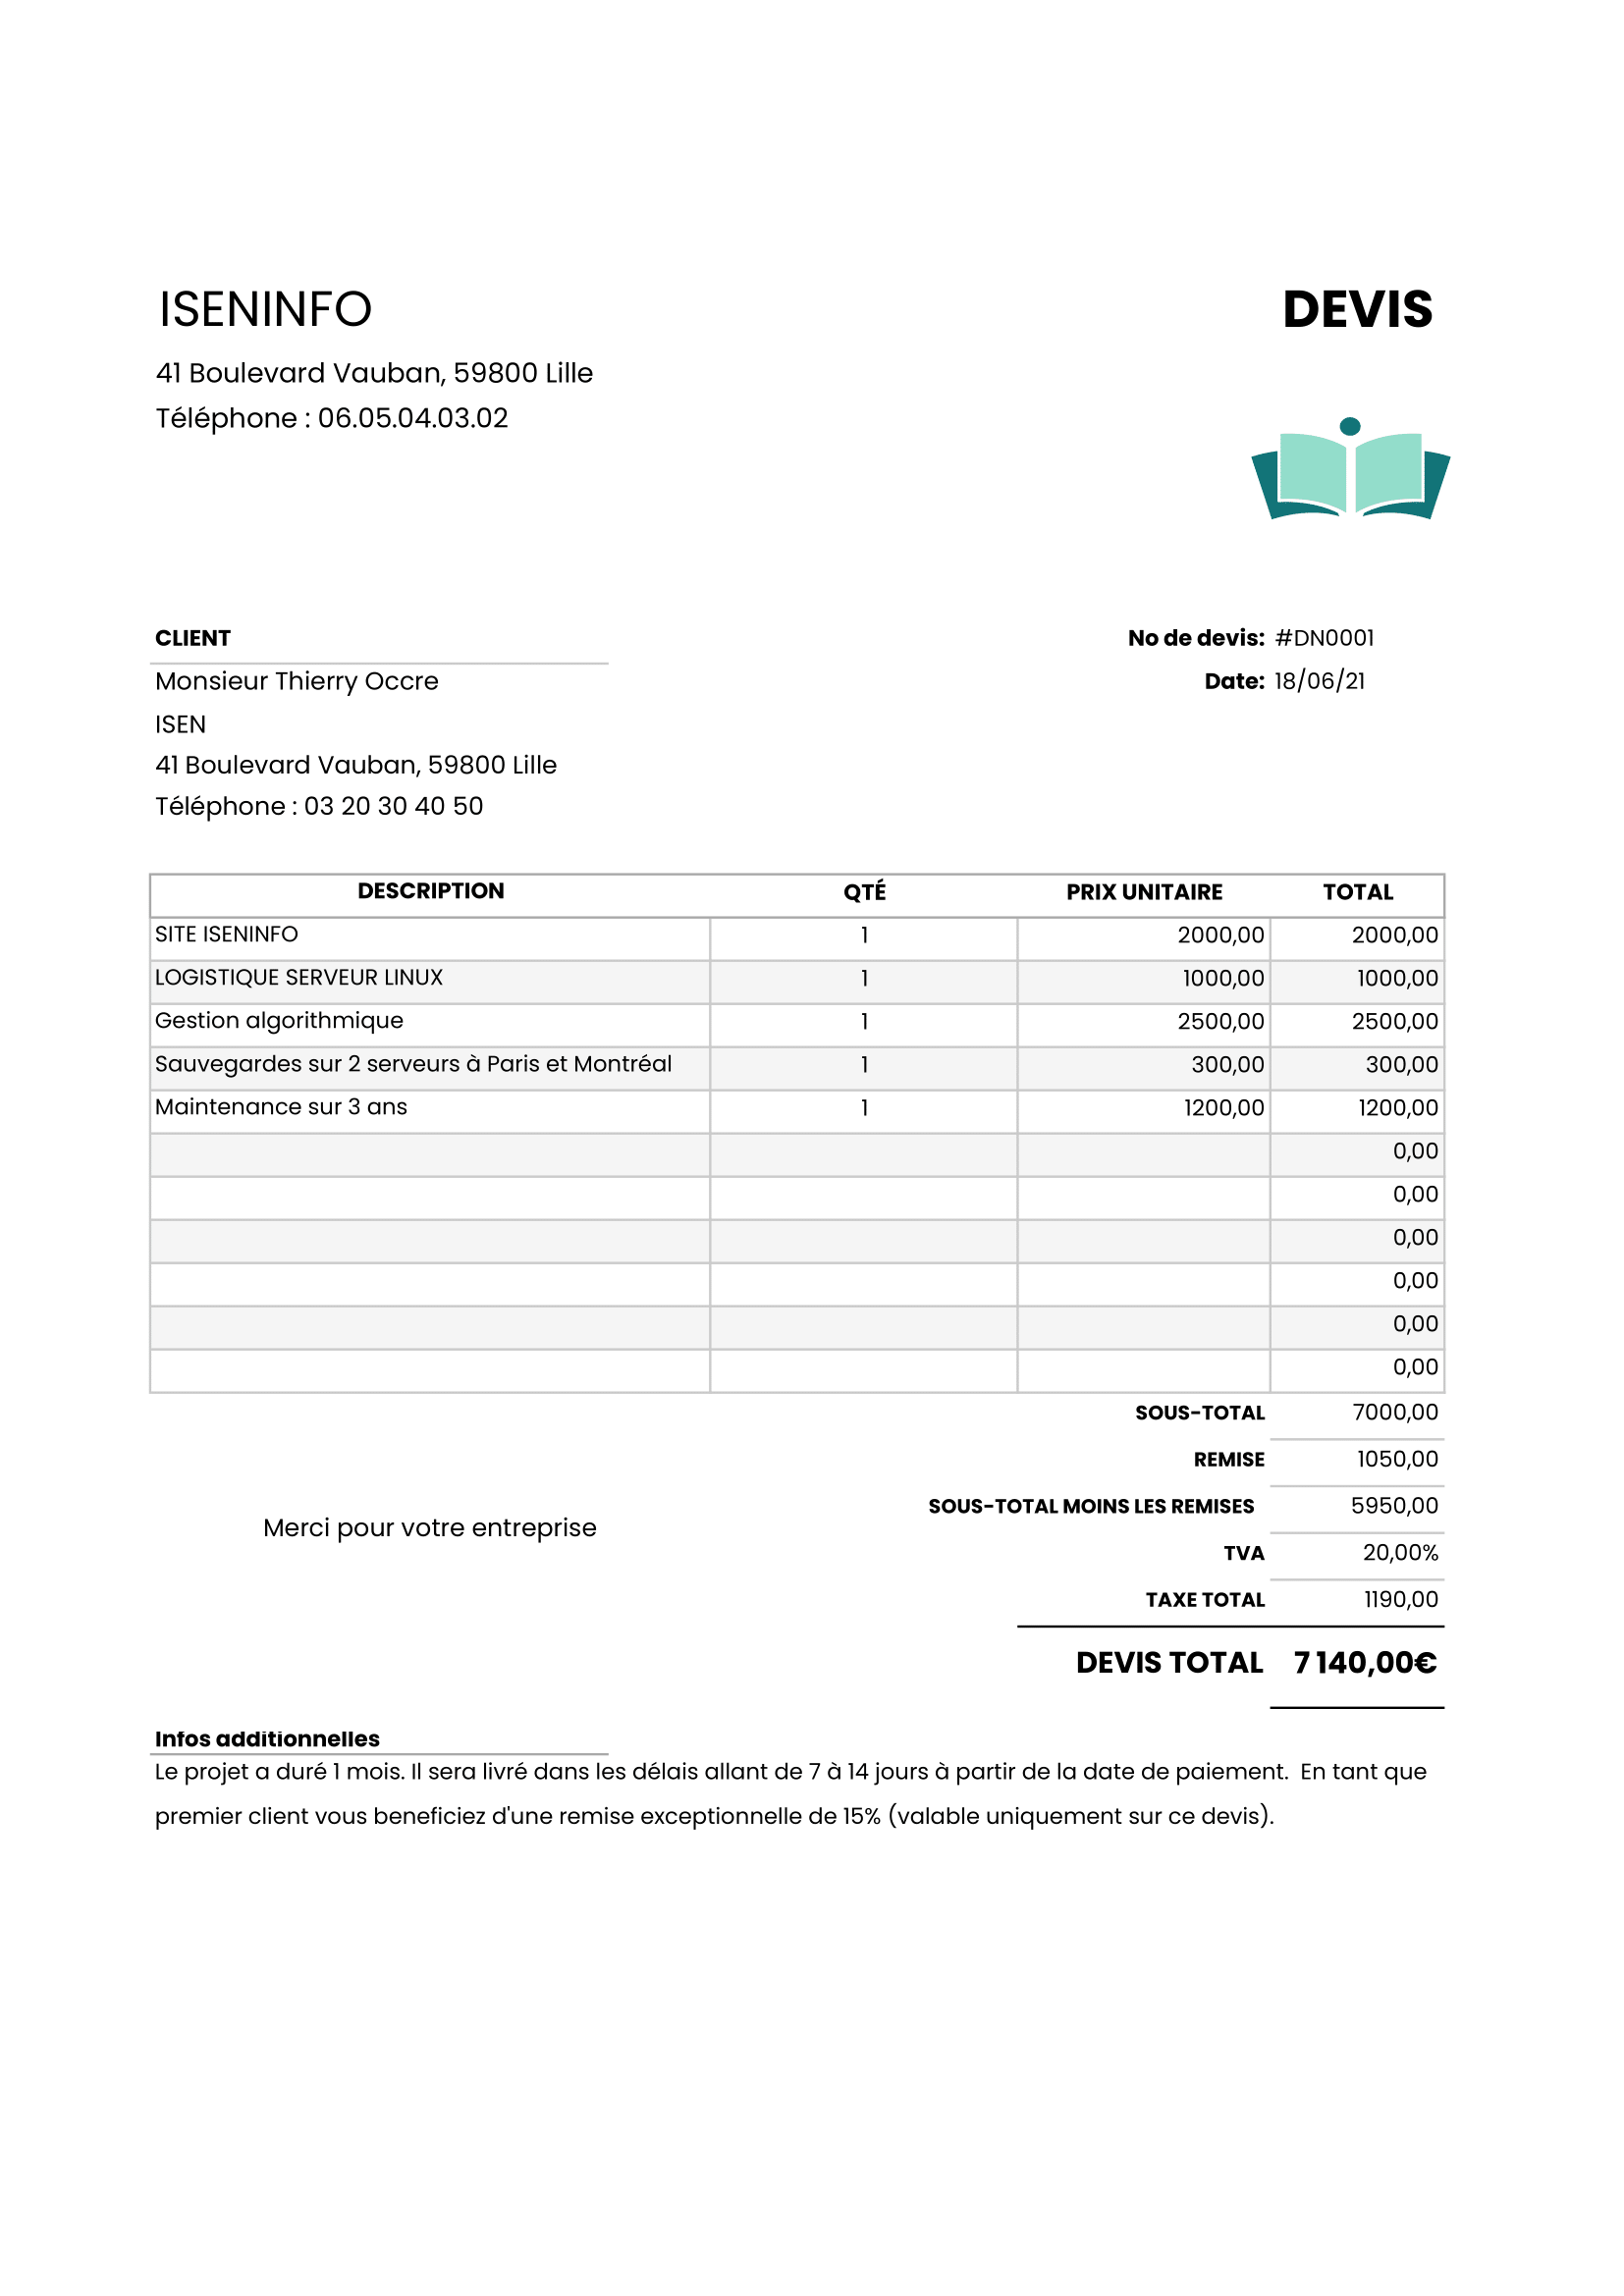 ISENINFO
DEVIS
41 Boulevard Vauban, 59800 Lille
Téléphone : 06.05.04.03.02
CLIENT
No de devis: #DN0001
Monsieur Thierry Occre
Date: 18/06/21
ISEN
41 Boulevard Vauban, 59800 Lille
Téléphone : 03 20 30 40 50
DESCRIPTION QTÉ PRIX UNITAIRE TOTAL
SITE ISENINFO 1 2000,00 2000,00
LOGISTIQUE SERVEUR LINUX 1 1000,00 1000,00
Gestion algorithmique 1 2500,00 2500,00
Sauvegardes sur 2 serveurs à Paris et Montréal 1 300,00 300,00
Maintenance sur 3 ans 1 1200,00 1200,00
0,00
0,00
0,00
0,00
0,00
0,00
SOUS-TOTAL 7000,00
REMISE 1050,00
SOUS-TOTAL MOINS LES REMISES 5950,00
Merci pour votre entreprise
TVA 20,00%
TAXE TOTAL 1190,00
DEVIS TOTAL 7 140,00€
Infos additionnelles
Le projet a duré 1 mois. Il sera livré dans les délais allant de 7 à 14 jours à partir de la date de paiement.  En tant que
premier client vous beneficiez d'une remise exceptionnelle de 15% (valable uniquement sur ce devis).